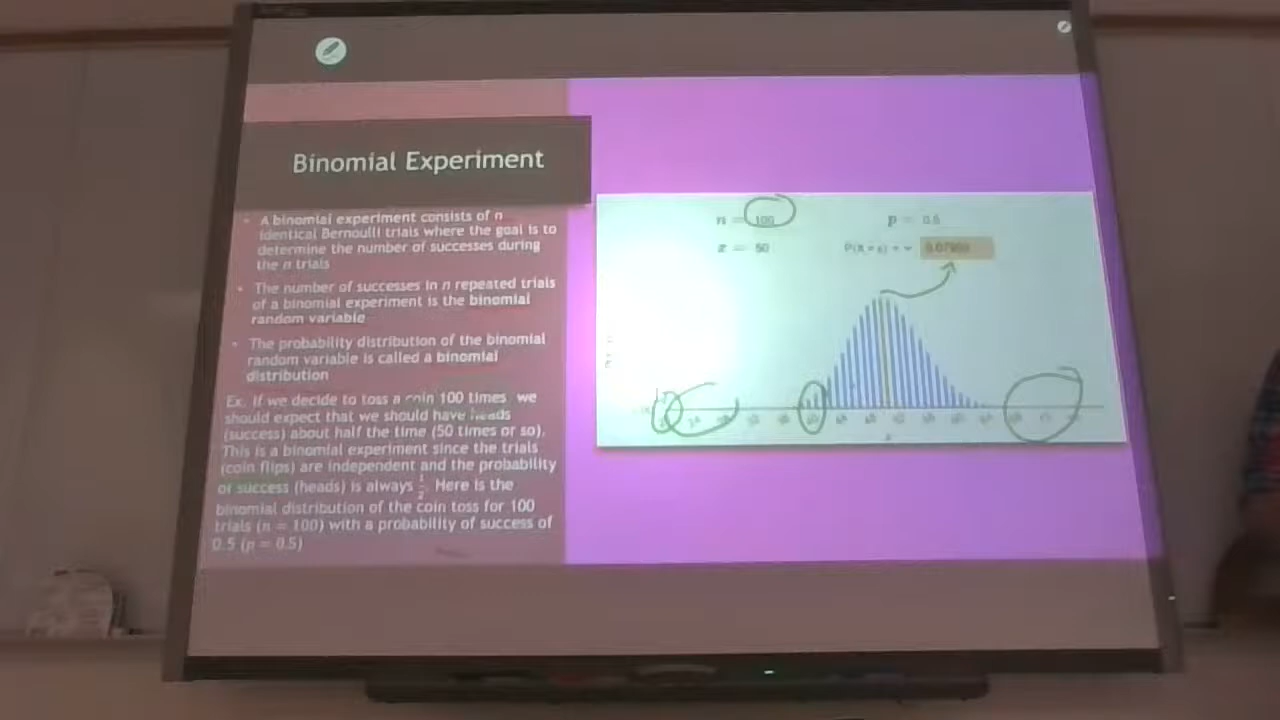 Binomial Experiment
A binomial experiment consists of n
identical Bernoulli trials where the goal is to
determine the number of successes during
the n trials
The number of successes in n repeated trials
of a binomial experiment is the binomial
random variable
The probability distribution of the binomial
random variable is called a binomial
distribution
Ex. If we decide to toss a coin 100 times we
should expect that we should have heads
(success) about half the time (50 times or so).
This is a binomial experiment since the trials
(coin flips) are independent and the probability
of success (heads) is always 1/2. Here is the
binomial distribution of the coin toss for 100
trials (n = 100) with a probability of success of
0.5 (p = 0.5)
n = 100
p = 0.5
x = 50
P(X = x) =